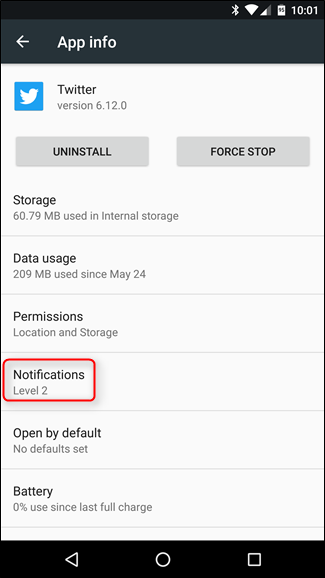 10:01
App info
Twitter
version 6.12.0
UNINSTALL FORCE STOP
Storage
60.79 MB used in Internal storage
Data usage
209 MB used since May 24
Permissions
Location and Storage
Notifications
Level 2
Open by default
No defaults set
Battery
0% use since last full charge